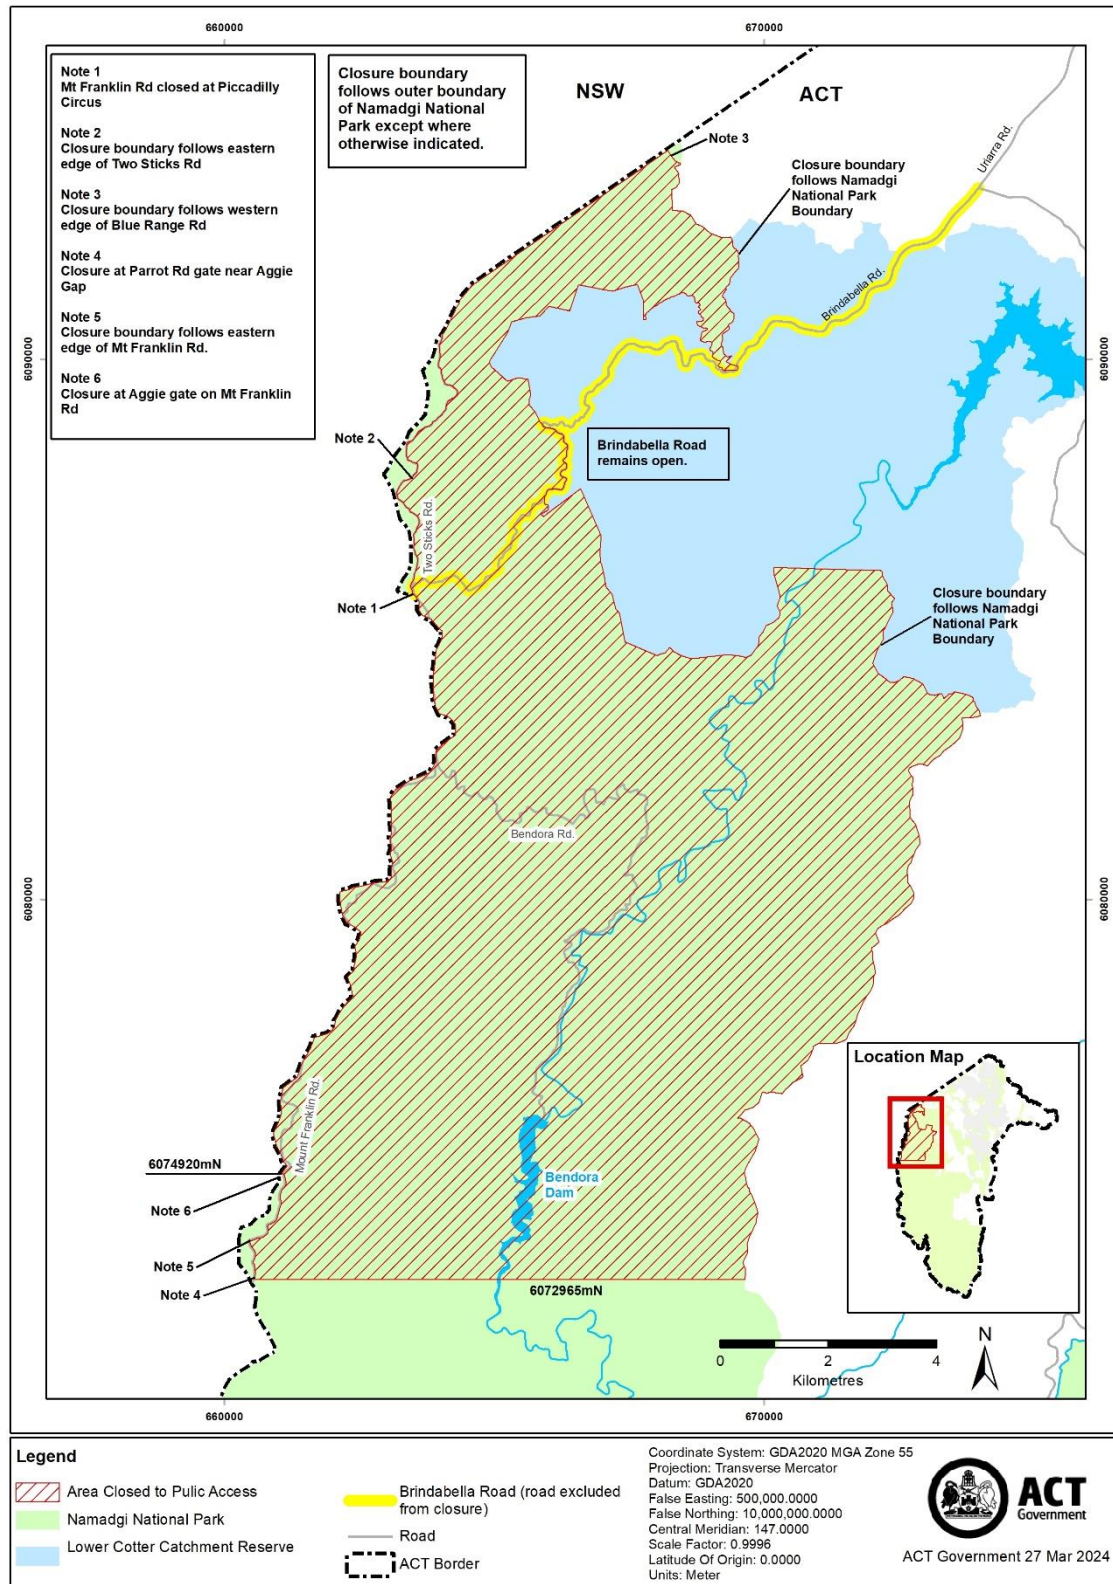 660000
670000
Note 1
Mt Franklin Rd closed at Piccadilly
Circus
Note 2
Closure boundary follows eastern
edge of Two Sticks Rd
Note 3
Closure boundary follows western
edge of Blue Range Rd
Note 4
Closure at Parrot Rd gate near Aggie
Gap
Note 5
Closure boundary follows eastern
edge of Mt Franklin Rd.
Note 6
Closure at Aggie gate on Mt Franklin
Rd
Closure boundary
follows outer boundary
of Namadgi National
Park except where
otherwise indicated.
NSW
ACT
Note 3
Uriarra Rd.
Closure boundary
follows Namadgi
National Park
Boundary
Brindabella Rd.
6090000
6090000
Note 2
Brindabella Road
remains open.
Two Sticks Rd.
Note 1
Closure boundary
follows Namadgi
National Park
Boundary
Bendora Rd.
6080000
6080000
Mount Franklin Rd.
Location Map
6074920mN
Bendora
Dam
Note 6
Note 5
Note 4
6072965mN
N
0 2 4
Kilometres
660000
670000
Legend
Area Closed to Pulic Access
Namadgi National Park
Lower Cotter Catchment Reserve
Brindabella Road (road excluded
from closure)
Road
ACT Border
Coordinate System: GDA2020 MGA Zone 55
Projection: Transverse Mercator
Datum: GDA2020
False Easting: 500,000.0000
False Northing: 10,000,000.0000
Central Meridian: 147.0000
Scale Factor: 0.9996
Latitude Of Origin: 0.0000
Units: Meter
ACT
Government
ACT Government 27 Mar 2024